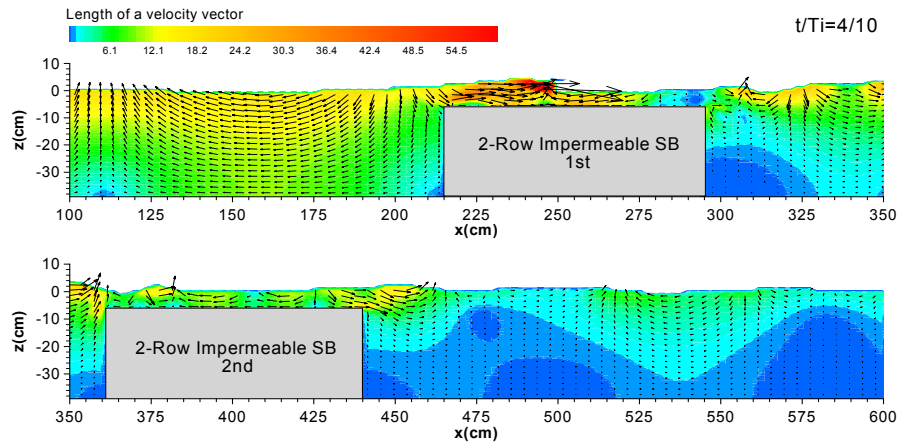 Length of a velocity vector
t/Ti=4/10
6.1 12.1 18.2 24.2 30.3 36.4 42.4 48.5 54.5
10
0
-10
-20
-30
z(cm)
2-Row Impermeable SB
1st
100 125 150 175 200 225 250 275 300 325 350
x(cm)
10
0
-10
-20
-30
z(cm)
2-Row Impermeable SB
2nd
350 375 400 425 450 475 500 525 550 575 600
x(cm)